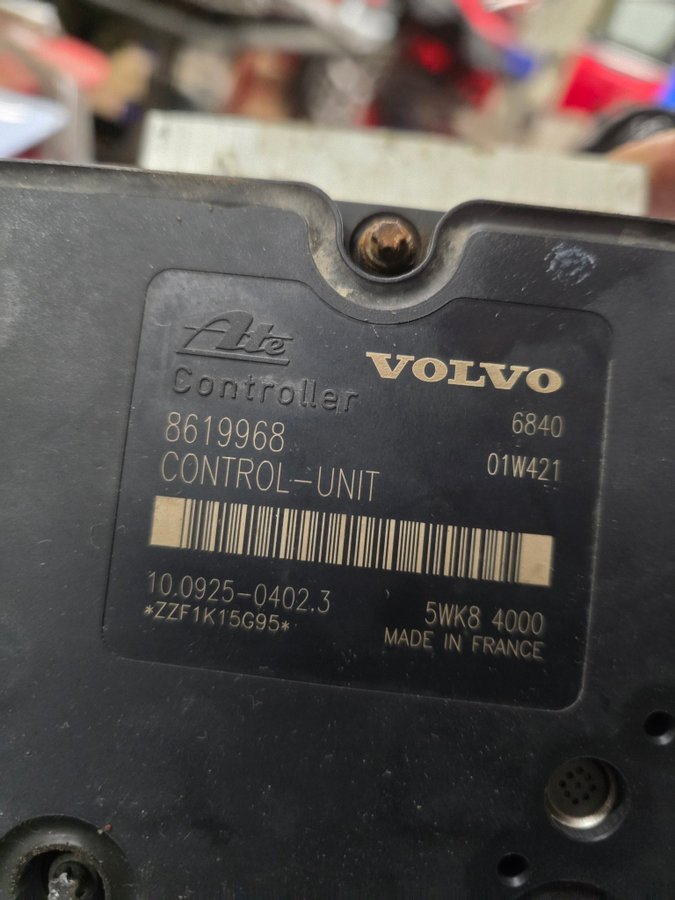 Ate
Controller
VOLVO
8619968
6840
CONTROL-UNIT
01W421
10.0925-0402.3
5WK8 4000
*ZZF1K15G95*
MADE IN FRANCE